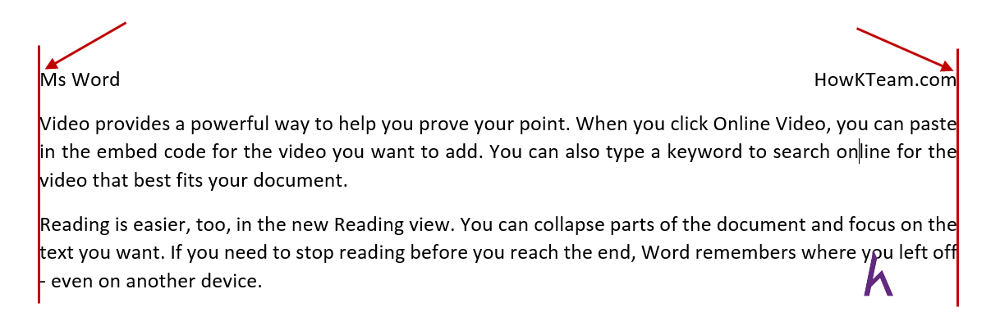 Ms Word HowKTeam.com
Video provides a powerful way to help you prove your point. When you click Online Video, you can paste
in the embed code for the video you want to add. You can also type a keyword to search online for the
video that best fits your document.
Reading is easier, too, in the new Reading view. You can collapse parts of the document and focus on the
text you want. If you need to stop reading before you reach the end, Word remembers where you left off
- even on another device.